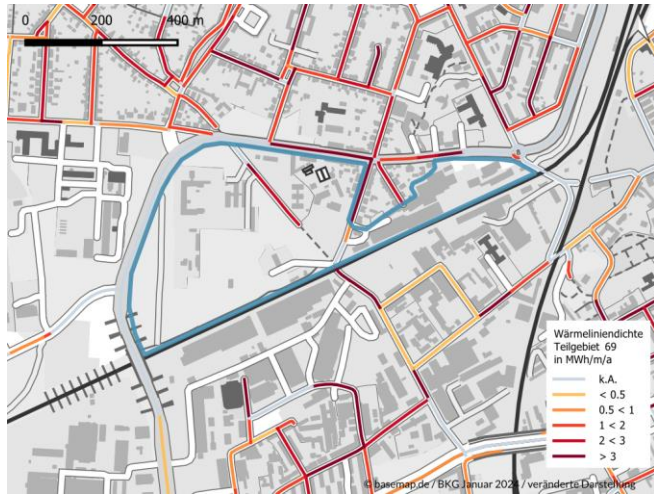 0 200 400 m
Wärmeliniendichte
Teilgebiet 69
in MWh/m/a
k.A.
< 0.5
0.5 < 1
1 < 2
2 < 3
> 3
© basemap.de / BKG Januar 2024 / veränderte Darstellung